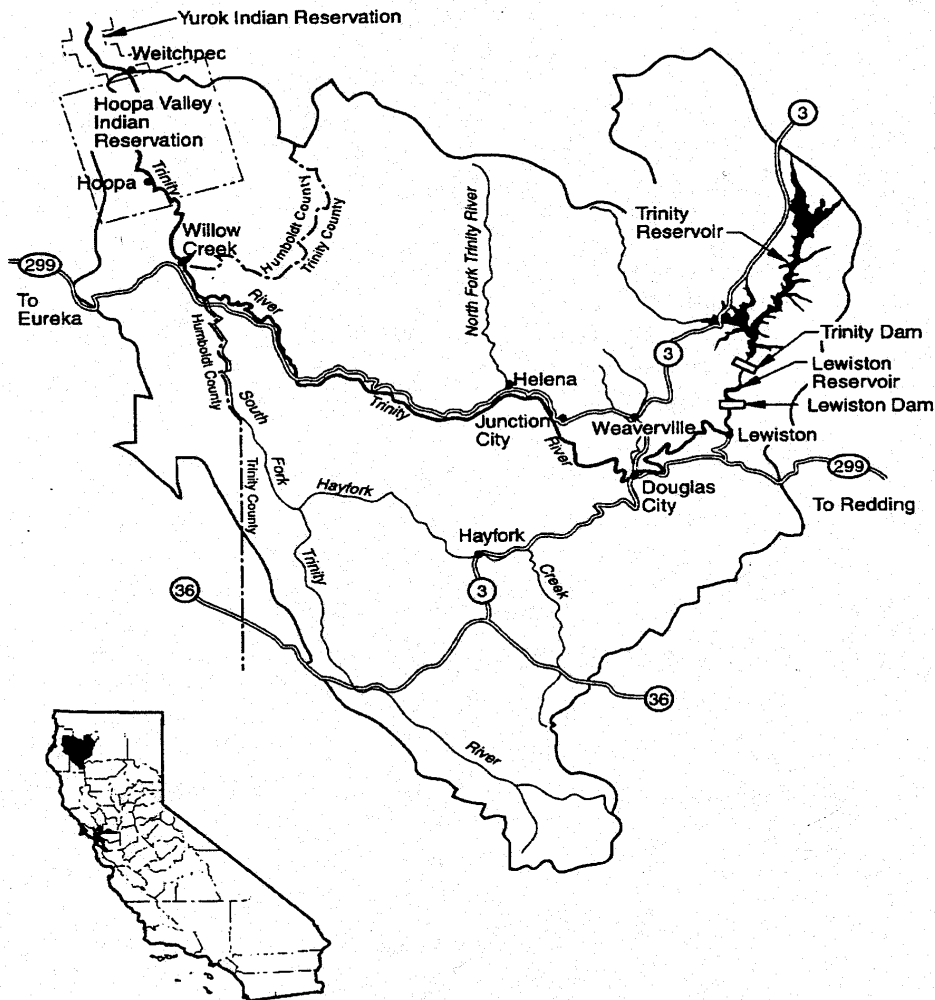 Yurok Indian Reservation
Weitchpec
3
Hoopa Valley
Indian
Reservation
Hoopa
Trinity
Humboldt County
Trinity County
North Fork Trinity River
Trinity
Reservoir
Willow
Creek
299
To
Eureka
River
Humboldt County
3
Trinity Dam
Lewiston
Reservoir
Lewiston Dam
Helena
Trinity
Junction
City
Weaverville
Lewiston
South
River
299
To Redding
Fork
Trinity County
Hayfork
Douglas
City
Hayfork
Trinity
Creek
3
36
36
River